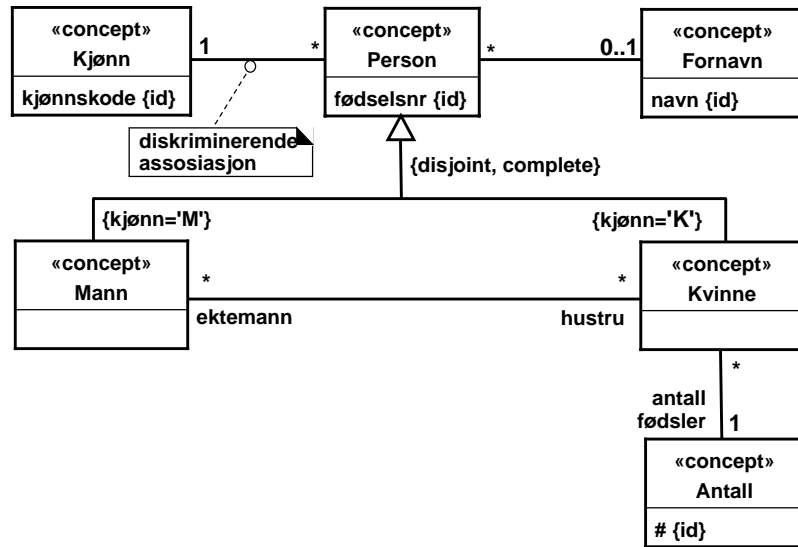 «concept»
Kjønn
kjønnskode {id}
1
*
«concept»
Person
fødselsnr {id}
*
0..1
«concept»
Fornavn
navn {id}
diskriminerende
assosiasjon
{disjoint, complete}
{kjønn='M'}
{kjønn='K'}
«concept»
Mann
*
ektemann
*
hustru
«concept»
Kvinne
*
antall
fødsler
1
«concept»
Antall
# {id}